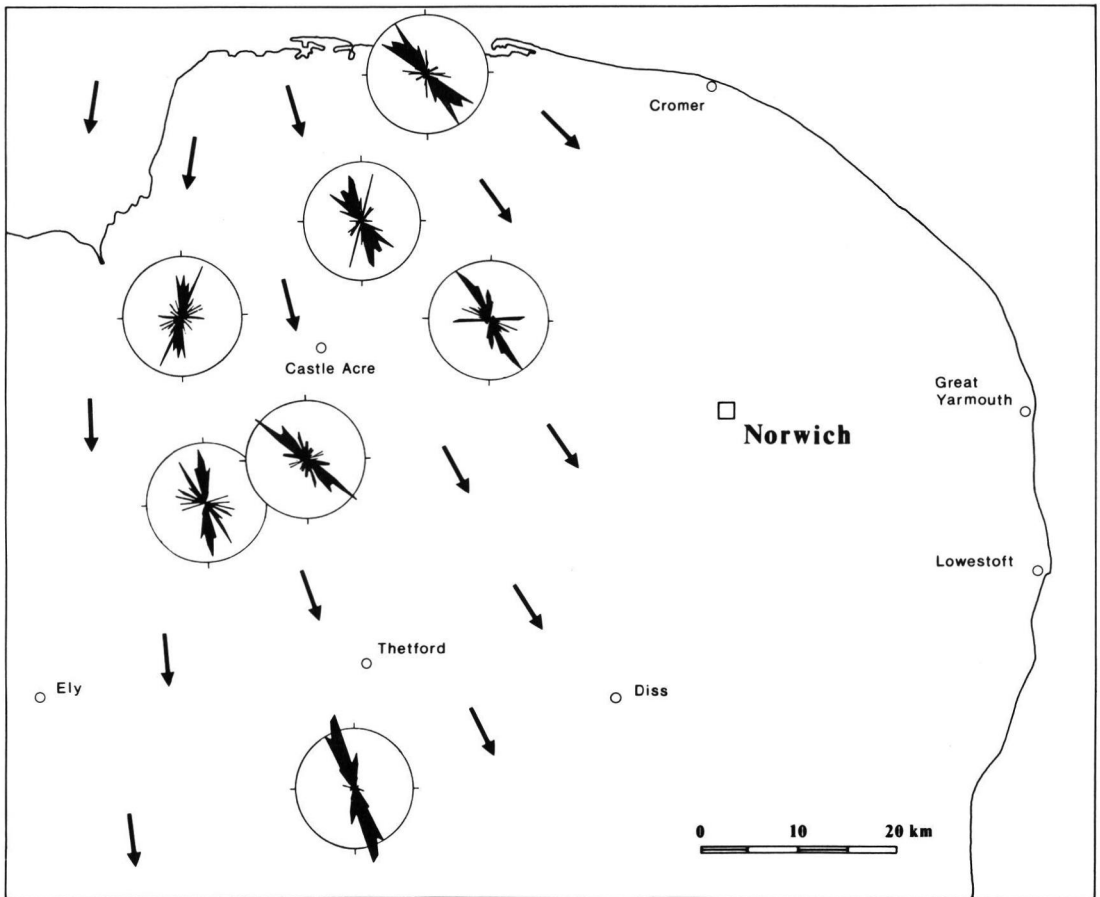 Cromer
Castle Acre
Great
Yarmouth
Norwich
Lowestoft
Thetford
Ely
Diss
0 10 20 km